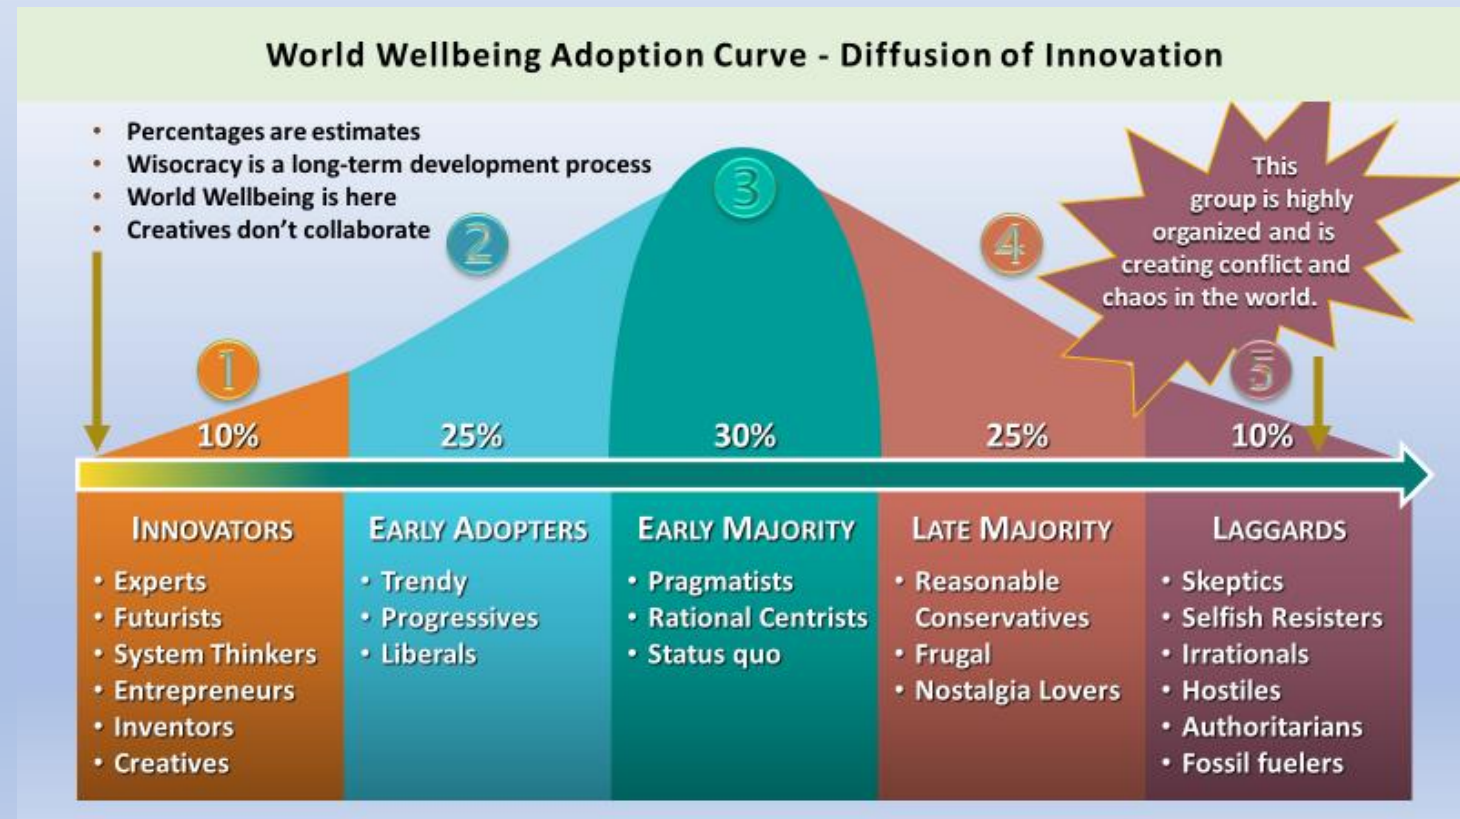 World Wellbeing Adoption Curve - Diffusion of Innovation
• Percentages are estimates
• Wisocracy is a long-term development process
• World Wellbeing is here
• Creatives don't collaborate
This
group is highly
organized and is
creating conflict and
chaos in the world.
1
2
3
4
5
10%
25%
30%
25%
10%
INNOVATORS
• Experts
• Futurists
• System Thinkers
• Entrepreneurs
• Inventors
• Creatives
EARLY ADOPTERS
• Trendy
• Progressives
• Liberals
EARLY MAJORITY
• Pragmatists
• Rational Centrists
• Status quo
LATE MAJORITY
• Reasonable
Conservatives
• Frugal
• Nostalgia Lovers
LAGGARDS
• Skeptics
• Selfish Resisters
• Irrationals
• Hostiles
• Authoritarians
• Fossil fuelers